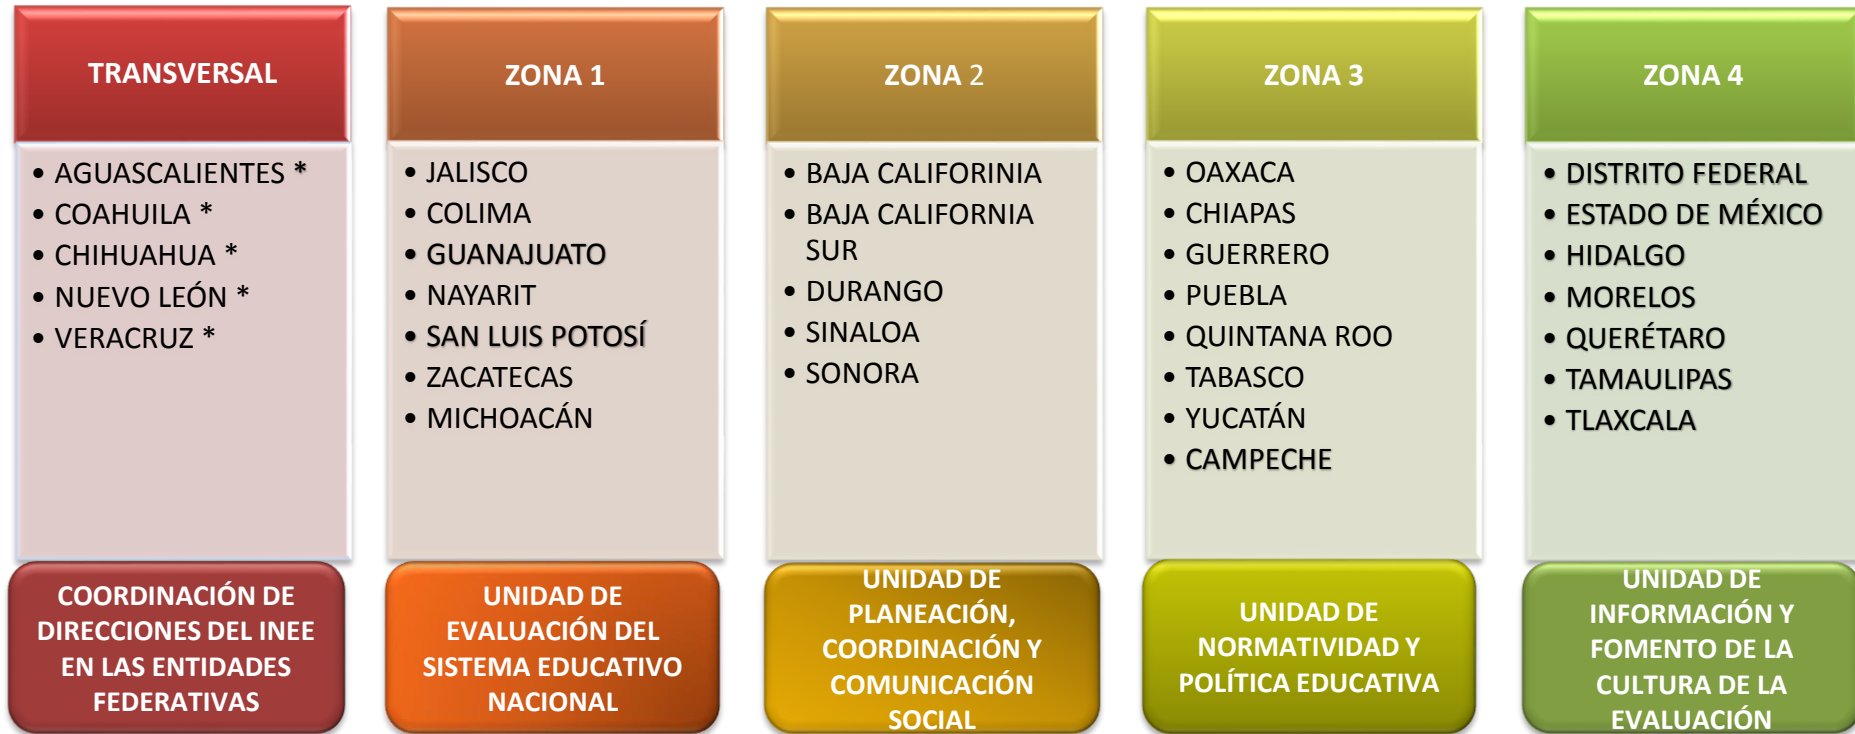 TRANSVERSAL
• AGUASCALIENTES *
• COAHUILA *
• CHIHUAHUA *
• NUEVO LEÓN *
• VERACRUZ *
COORDINACIÓN DE
DIRECCIONES DEL INEE
EN LAS ENTIDADES
FEDERATIVAS
ZONA 1
• JALISCO
• COLIMA
• GUANAJUATO
• NAYARIT
• SAN LUIS POTOSÍ
• ZACATECAS
• MICHOACÁN
UNIDAD DE
EVALUACIÓN DEL
SISTEMA EDUCATIVO
NACIONAL
ZONA 2
• BAJA CALIFORINIA
• BAJA CALIFORNIA
SUR
• DURANGO
• SINALOA
• SONORA
UNIDAD DE
PLANEACIÓN,
COORDINACIÓN Y
COMUNICACIÓN
SOCIAL
ZONA 3
• OAXACA
• CHIAPAS
• GUERRERO
• PUEBLA
• QUINTANA ROO
• TABASCO
• YUCATÁN
• CAMPECHE
UNIDAD DE
NORMATIVIDAD Y
POLÍTICA EDUCATIVA
ZONA 4
• DISTRITO FEDERAL
• ESTADO DE MÉXICO
• HIDALGO
• MORELOS
• QUERÉTARO
• TAMAULIPAS
• TLAXCALA
UNIDAD DE
INFORMACIÓN Y
FOMENTO DE LA
CULTURA DE LA
EVALUACIÓN